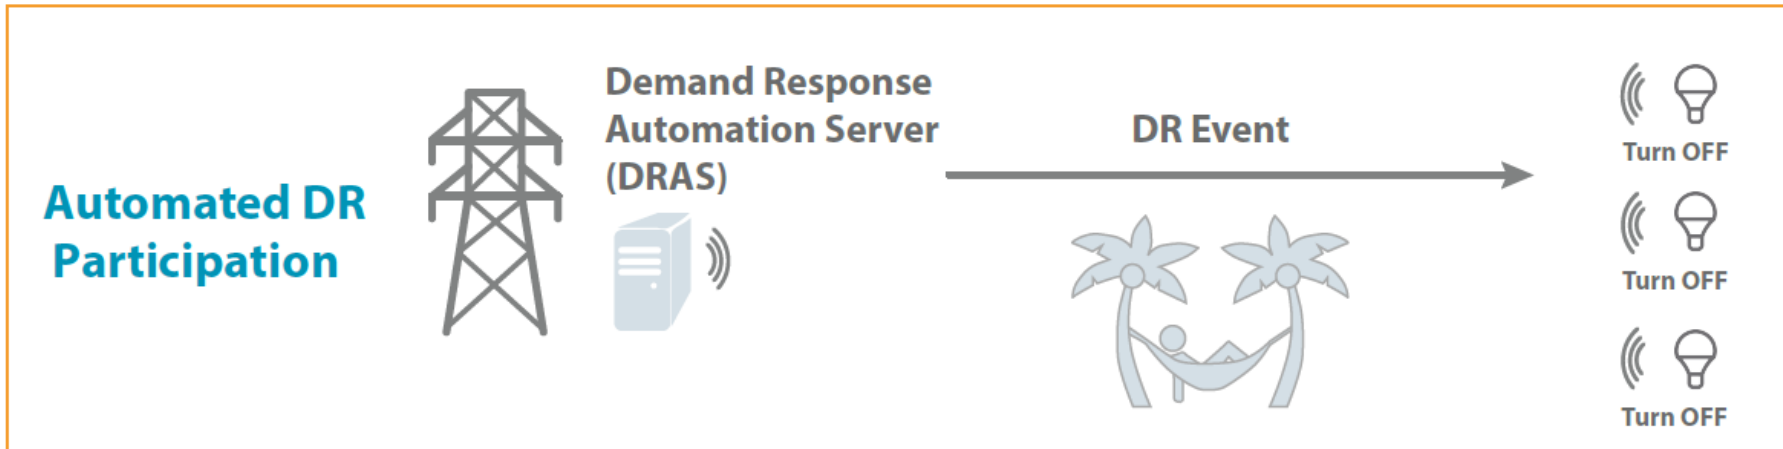 Automated DR
Participation
Demand Response
Automation Server
(DRAS)
DR Event
Turn OFF
Turn OFF
Turn OFF